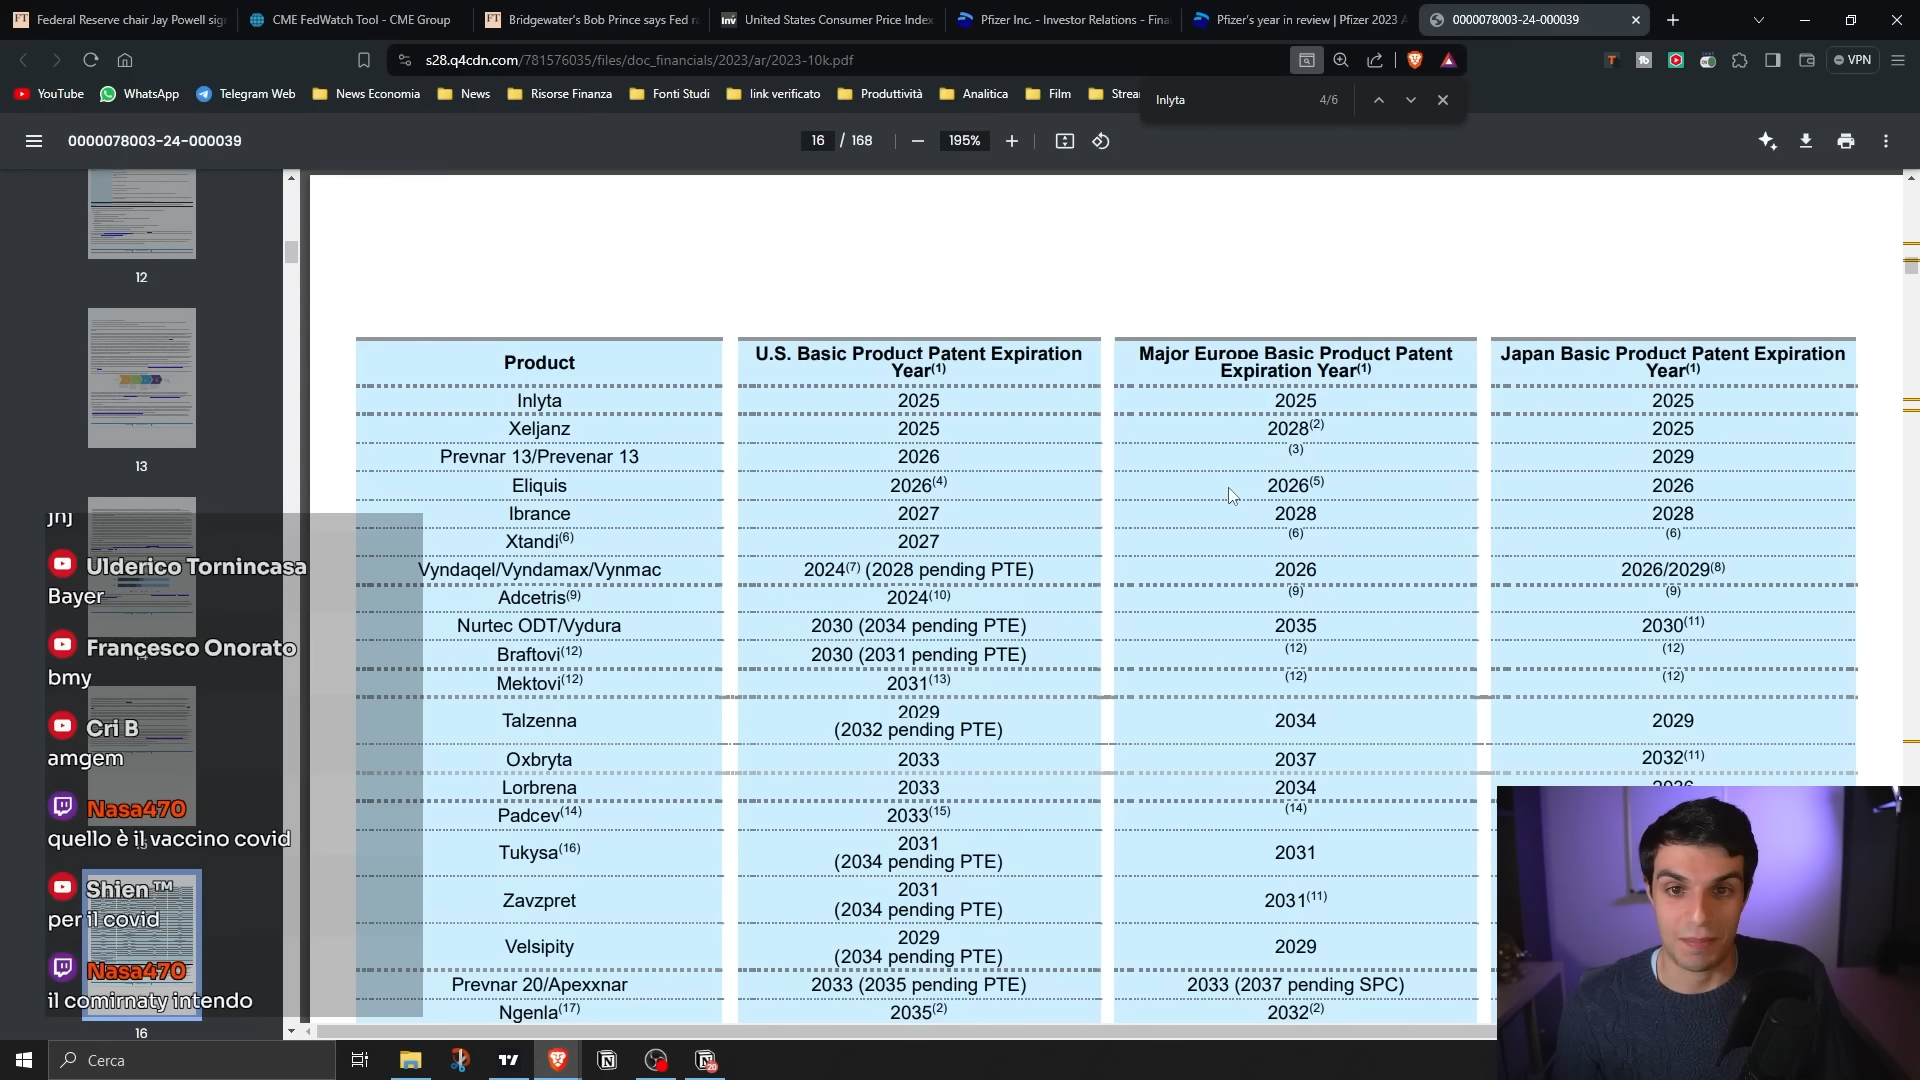 Federal Reserve chair Jay Powell sig
CME FedWatch Tool - CME Group
Bridgewater's Bob Prince says Fed ra
United States Consumer Price Index
Pfizer Inc. - Investor Relations - Fina
Pfizer's year in review | Pfizer 2023 A
0000078003-24-000039
s28.q4cdn.com/781576035/files/doc_financials/2023/ar/2023-10k.pdf
VPN
YouTube
WhatsApp
Telegram Web
News Economia
News
Risorse Finanza
Fonti Studi
link verificato
Produttività
Analitica
Film
Strea
Inlyta
4/6
0000078003-24-000039
16 / 168
195%
12
13
16
Product
U.S. Basic Product Patent Expiration Year(1)
Major Europe Basic Product Patent Expiration Year(1)
Japan Basic Product Patent Expiration Year(1)
Inlyta 2025 2025 2025
Xeljanz 2025 2028(2) 2025
Prevnar 13/Prevenar 13 2026 (3) 2029
Eliquis 2026(4) 2026(5) 2026
Ibrance 2027 2028 2028
Xtandi(6) 2027 (6) (6)
Vyndaqel/Vyndamax/Vynmac 2024(7) (2028 pending PTE) 2026 2026/2029(8)
Adcetris(9) 2024(10) (9) (9)
Nurtec ODT/Vydura 2030 (2034 pending PTE) 2035 2030(11)
Braftovi(12) 2030 (2031 pending PTE) (12) (12)
Mektovi(12) 2031(13) (12) (12)
Talzenna 2029 (2032 pending PTE) 2034 2029
Oxbryta 2033 2037 2032(11)
Lorbrena 2033 2034
Padcev(14) 2033(15) (14)
Tukysa(16) 2031 (2034 pending PTE) 2031
Zavzpret 2031 (2034 pending PTE) 2031(11)
Velsipity 2029 (2034 pending PTE) 2029
Prevnar 20/Apexxnar 2033 (2035 pending PTE) 2033 (2037 pending SPC)
Ngenla(17) 2035(2) 2032(2)
jnj
Ulderico Tornincasa
Bayer
Francesco Onorato
bmy
Cri B
amgem
Nasa470
quello è il vaccino covid
Shien™
per il covid
Nasa470
il comirnaty intendo
Cerca